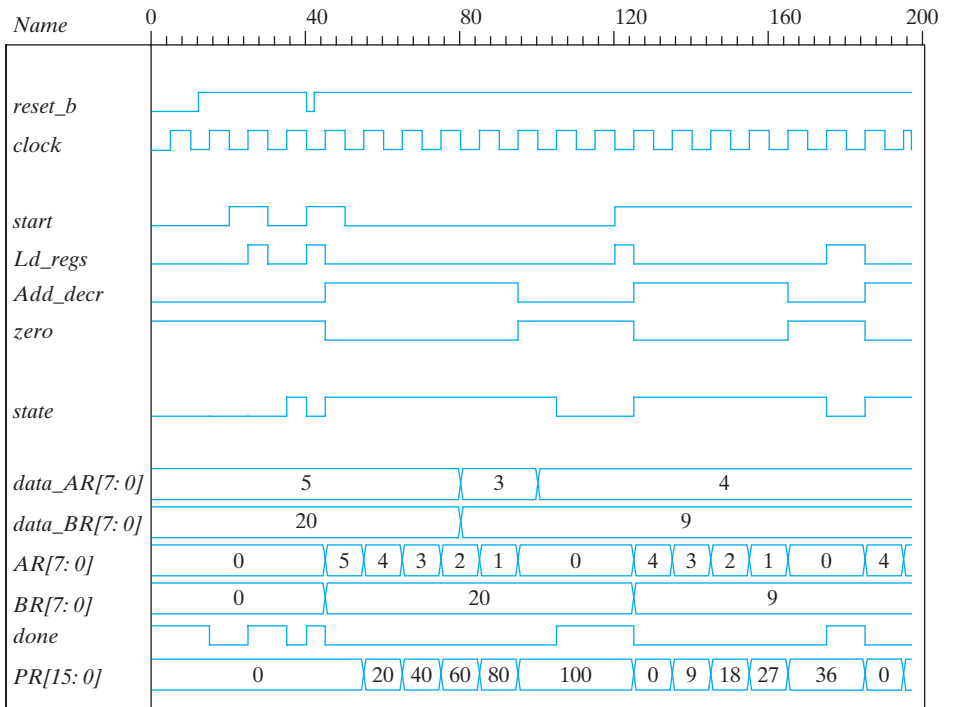 Name 0 40 80 120 160 200
reset_b
clock
start
Ld_regs
Add_decr
zero
state
data_AR[7:0] 5 3 4
data_BR[7:0] 20 9
AR[7:0] 0 5 4 3 2 1 0 4 3 2 1 0 4
BR[7:0] 0 20 9
done
PR[15:0] 0 20 40 60 80 100 0 9 18 27 36 0